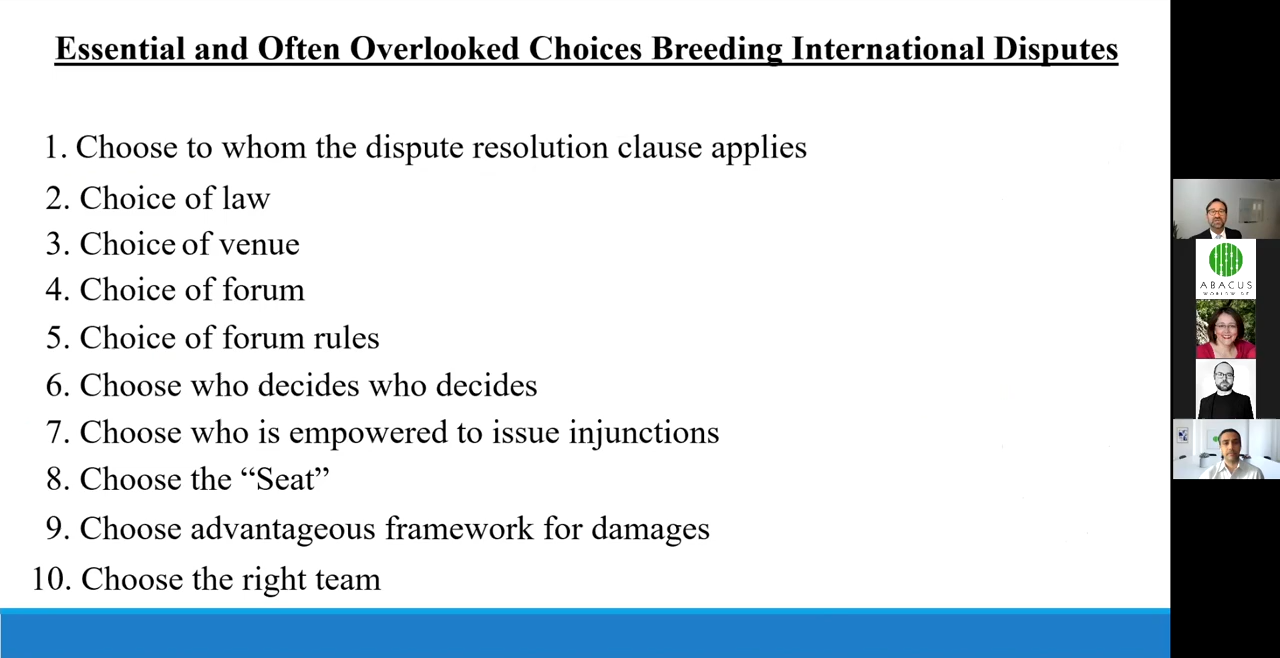 Essential and Often Overlooked Choices Breeding International Disputes
1. Choose to whom the dispute resolution clause applies
2. Choice of law
3. Choice of venue
4. Choice of forum
5. Choice of forum rules
6. Choose who decides who decides
7. Choose who is empowered to issue injunctions
8. Choose the “Seat”
9. Choose advantageous framework for damages
10. Choose the right team
ABACUS
WORLDWIDE